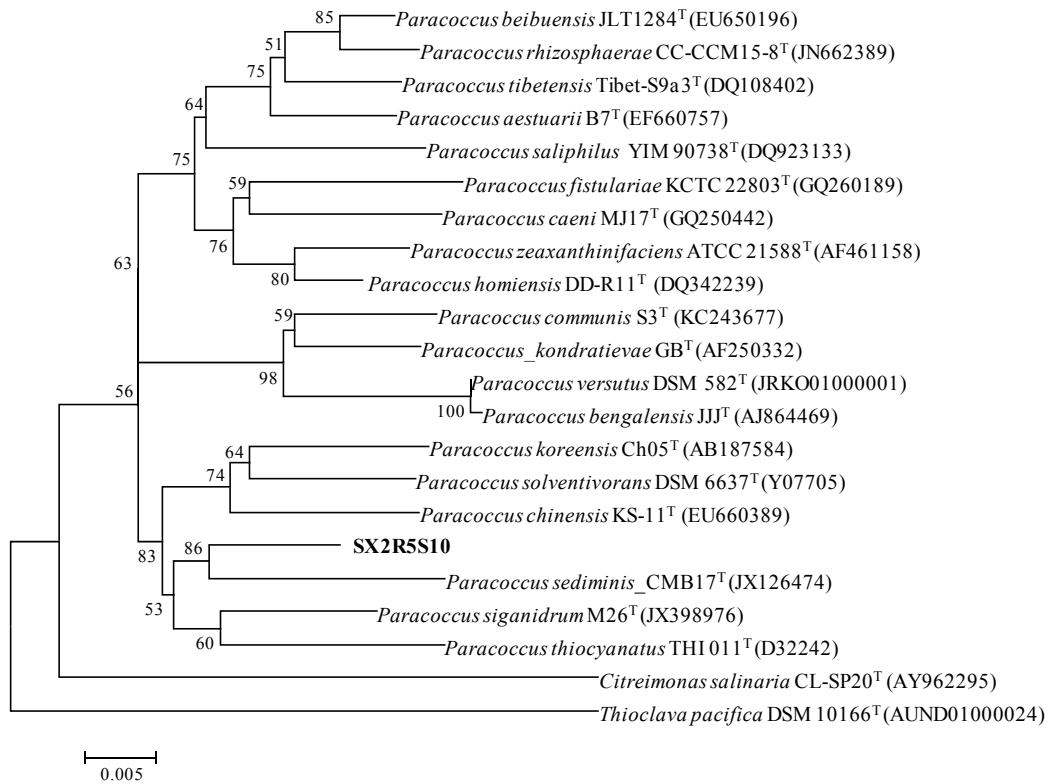 85 Paracoccus beibuensis JLT1284ᵀ(EU650196)
51 Paracoccus rhizosphaerae CC-CCM15-8ᵀ(JN662389)
75 Paracoccus tibetensis Tibet-S9a3ᵀ(DQ108402)
64 Paracoccus aestuarii B7ᵀ(EF660757)
75 Paracoccus saliphilus YIM 90738ᵀ(DQ923133)
59 Paracoccus fistulariae KCTC 22803ᵀ(GQ260189)
Paracoccus caeni MJ17ᵀ(GQ250442)
76 Paracoccus zeaxanthinifaciens ATCC 21588ᵀ(AF461158)
63
80 Paracoccus homiensis DD-R11ᵀ (DQ342239)
59 Paracoccus communis S3ᵀ (KC243677)
Paracoccus_kondratievae GBᵀ(AF250332)
98 Paracoccus versutus DSM 582ᵀ(JRKO01000001)
56
100 Paracoccus bengalensis JJJᵀ(AJ864469)
64 Paracoccus koreensis Ch05ᵀ(AB187584)
74 Paracoccus solventivorans DSM 6637ᵀ(Y07705)
Paracoccus chinensis KS-11ᵀ (EU660389)
83 86 SX2R5S10
Paracoccus sediminis_CMB17ᵀ(JX126474)
53 Paracoccus siganidrum M26ᵀ(JX398976)
60 Paracoccus thiocyanatus THI 011ᵀ(D32242)
Citreimonas salinaria CL-SP20ᵀ(AY962295)
Thioclava pacifica DSM 10166ᵀ(AUND01000024)
0.005